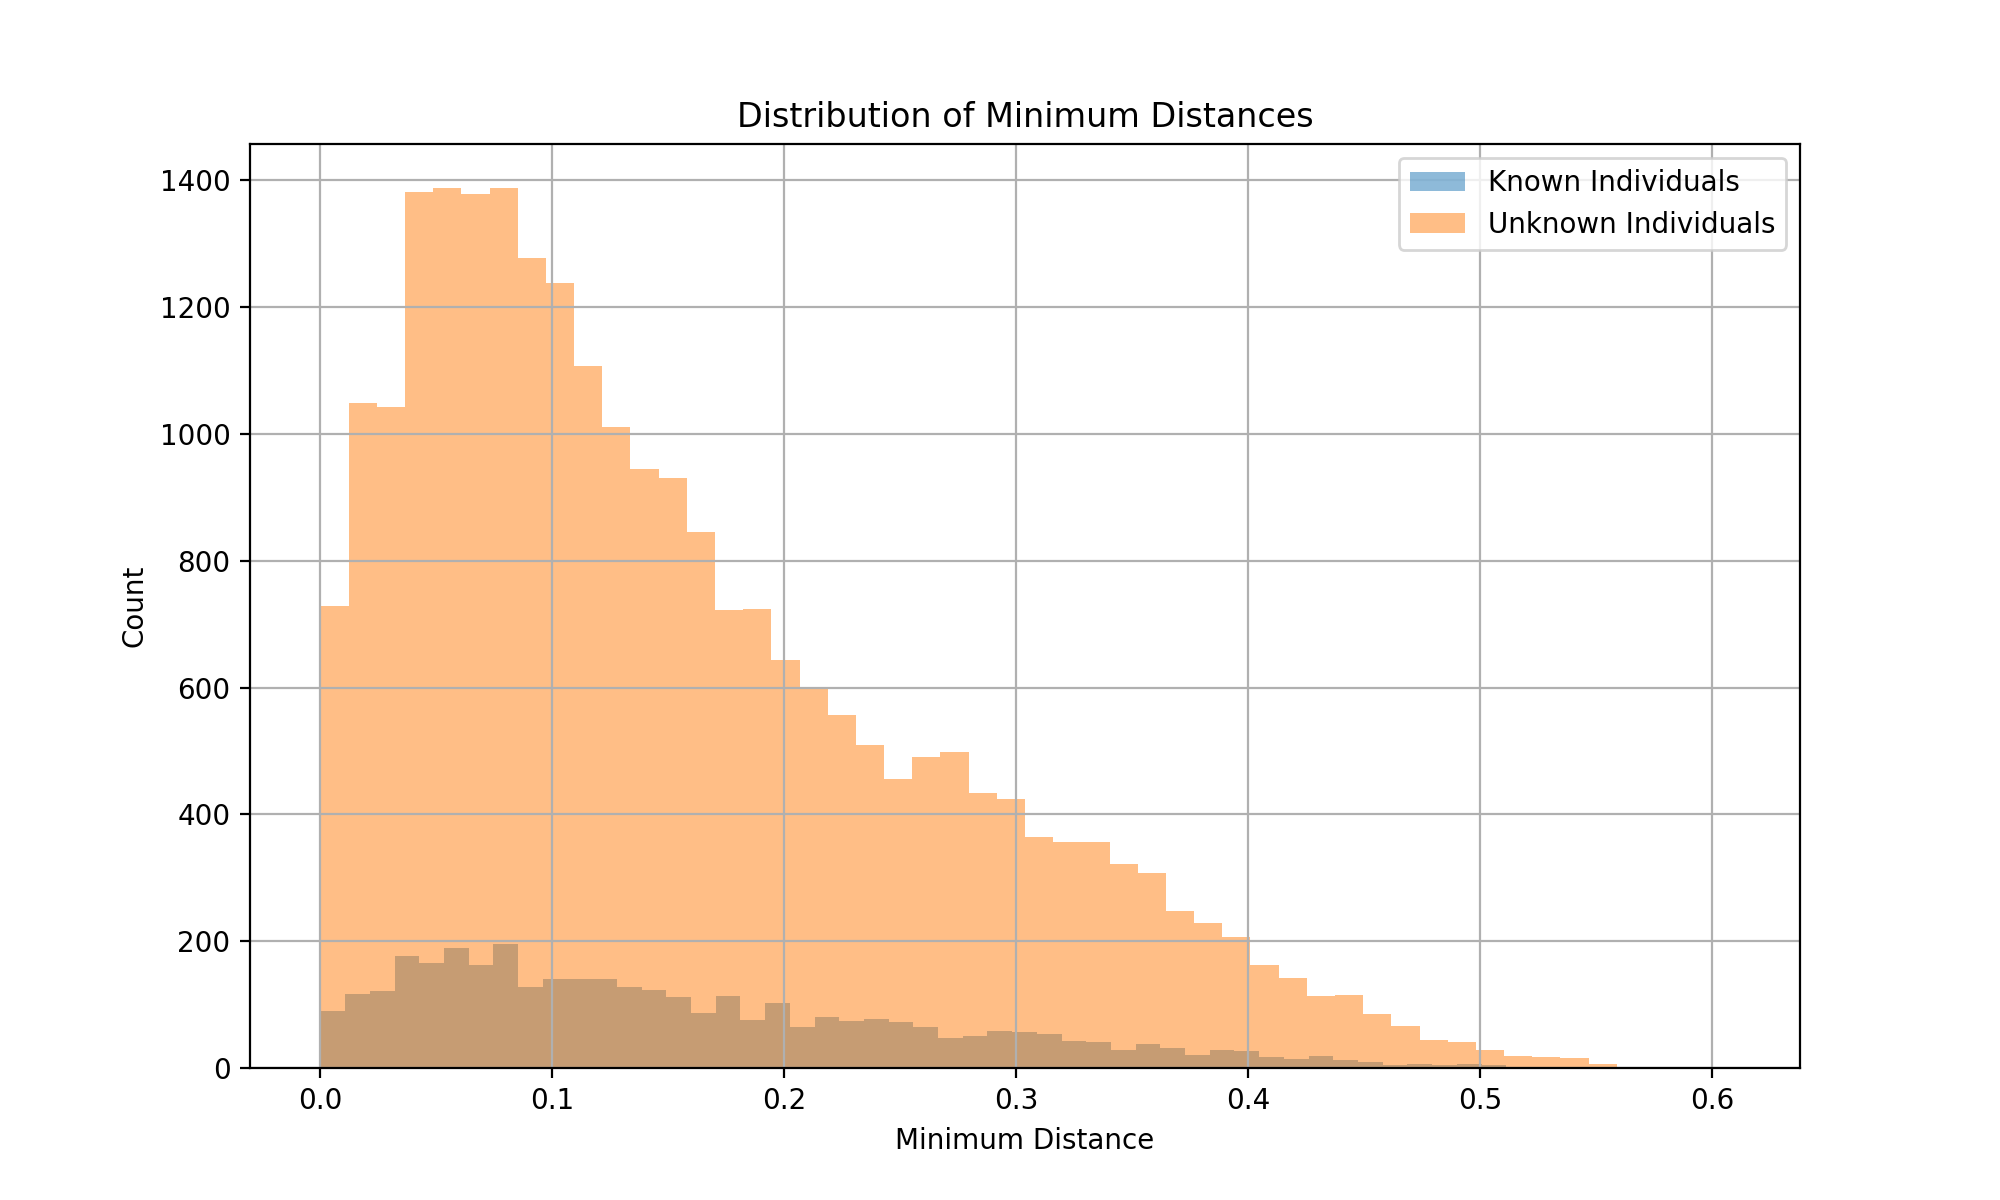 Distribution of Minimum Distances
Known Individuals
Unknown Individuals
1400
1200
1000
800
600
400
200
0
Count
0.0 0.1 0.2 0.3 0.4 0.5 0.6
Minimum Distance